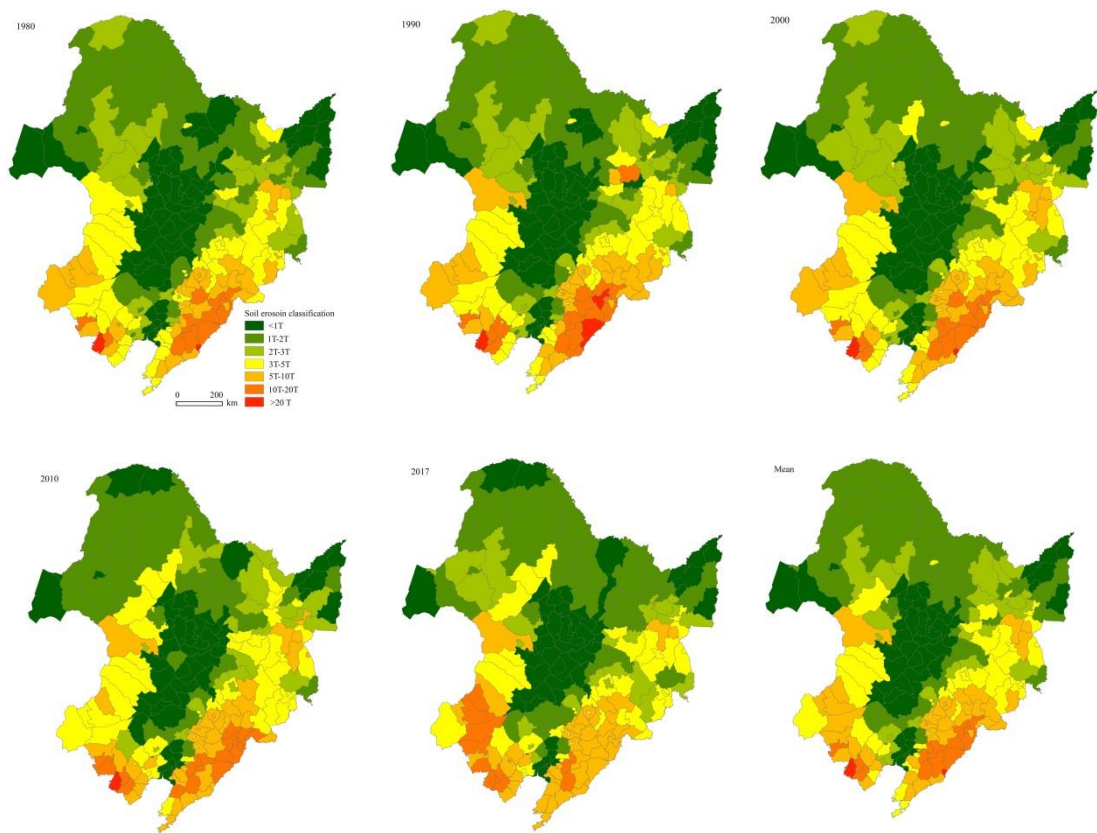 1980
1990
2000
Soil erosoin classification
<1T
1T-2T
2T-3T
3T-5T
5T-10T
10T-20T
>20 T
0 200
km
2010
2017
Mean